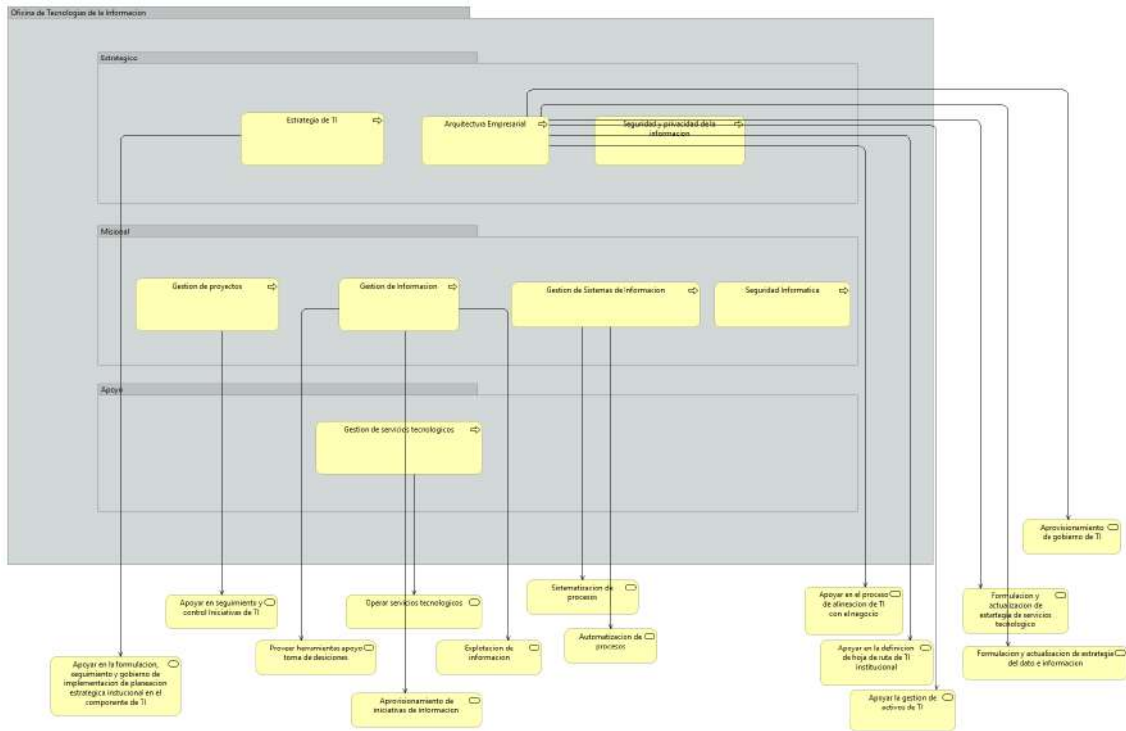 Oficina de Tecnologias de la Informacion
Estrategico
Estrategia de TI
Arquitectura Empresarial
Seguridad y privacidad de la
informacion
Misional
Gestion de proyectos
Gestion de Informacion
Gestion de Sistemas de Informacion
Seguridad Informatica
Apoyo
Gestion de servicios tecnologicos
Aprovisionamiento
de gobierno de TI
Apoyar en seguimiento y
control Iniciativas de TI
Operar servicios tecnologicos
Sistematizacion de
procesos
Apoyar en el proceso
de alineacion de TI
con el negocio
Formulacion y
actualizacion de
estartegia de servicios
tecnologico
Proveer herramientas apoyo
toma de desiciones
Explotacion de
informacion
Automatizacion de
procesos
Apoyar en la definicion
de hoja de ruta de TI
institucional
Formulacion y actualizacion de estrategia
del dato e informacion
Apoyar en la formulacion,
seguimiento y gobierno de
implementacion de planeacion
estrategica instucional en el
componente de TI
Aprovisionamiento de
iniciativas de informacion
Apoyar la gestion de
activos de TI